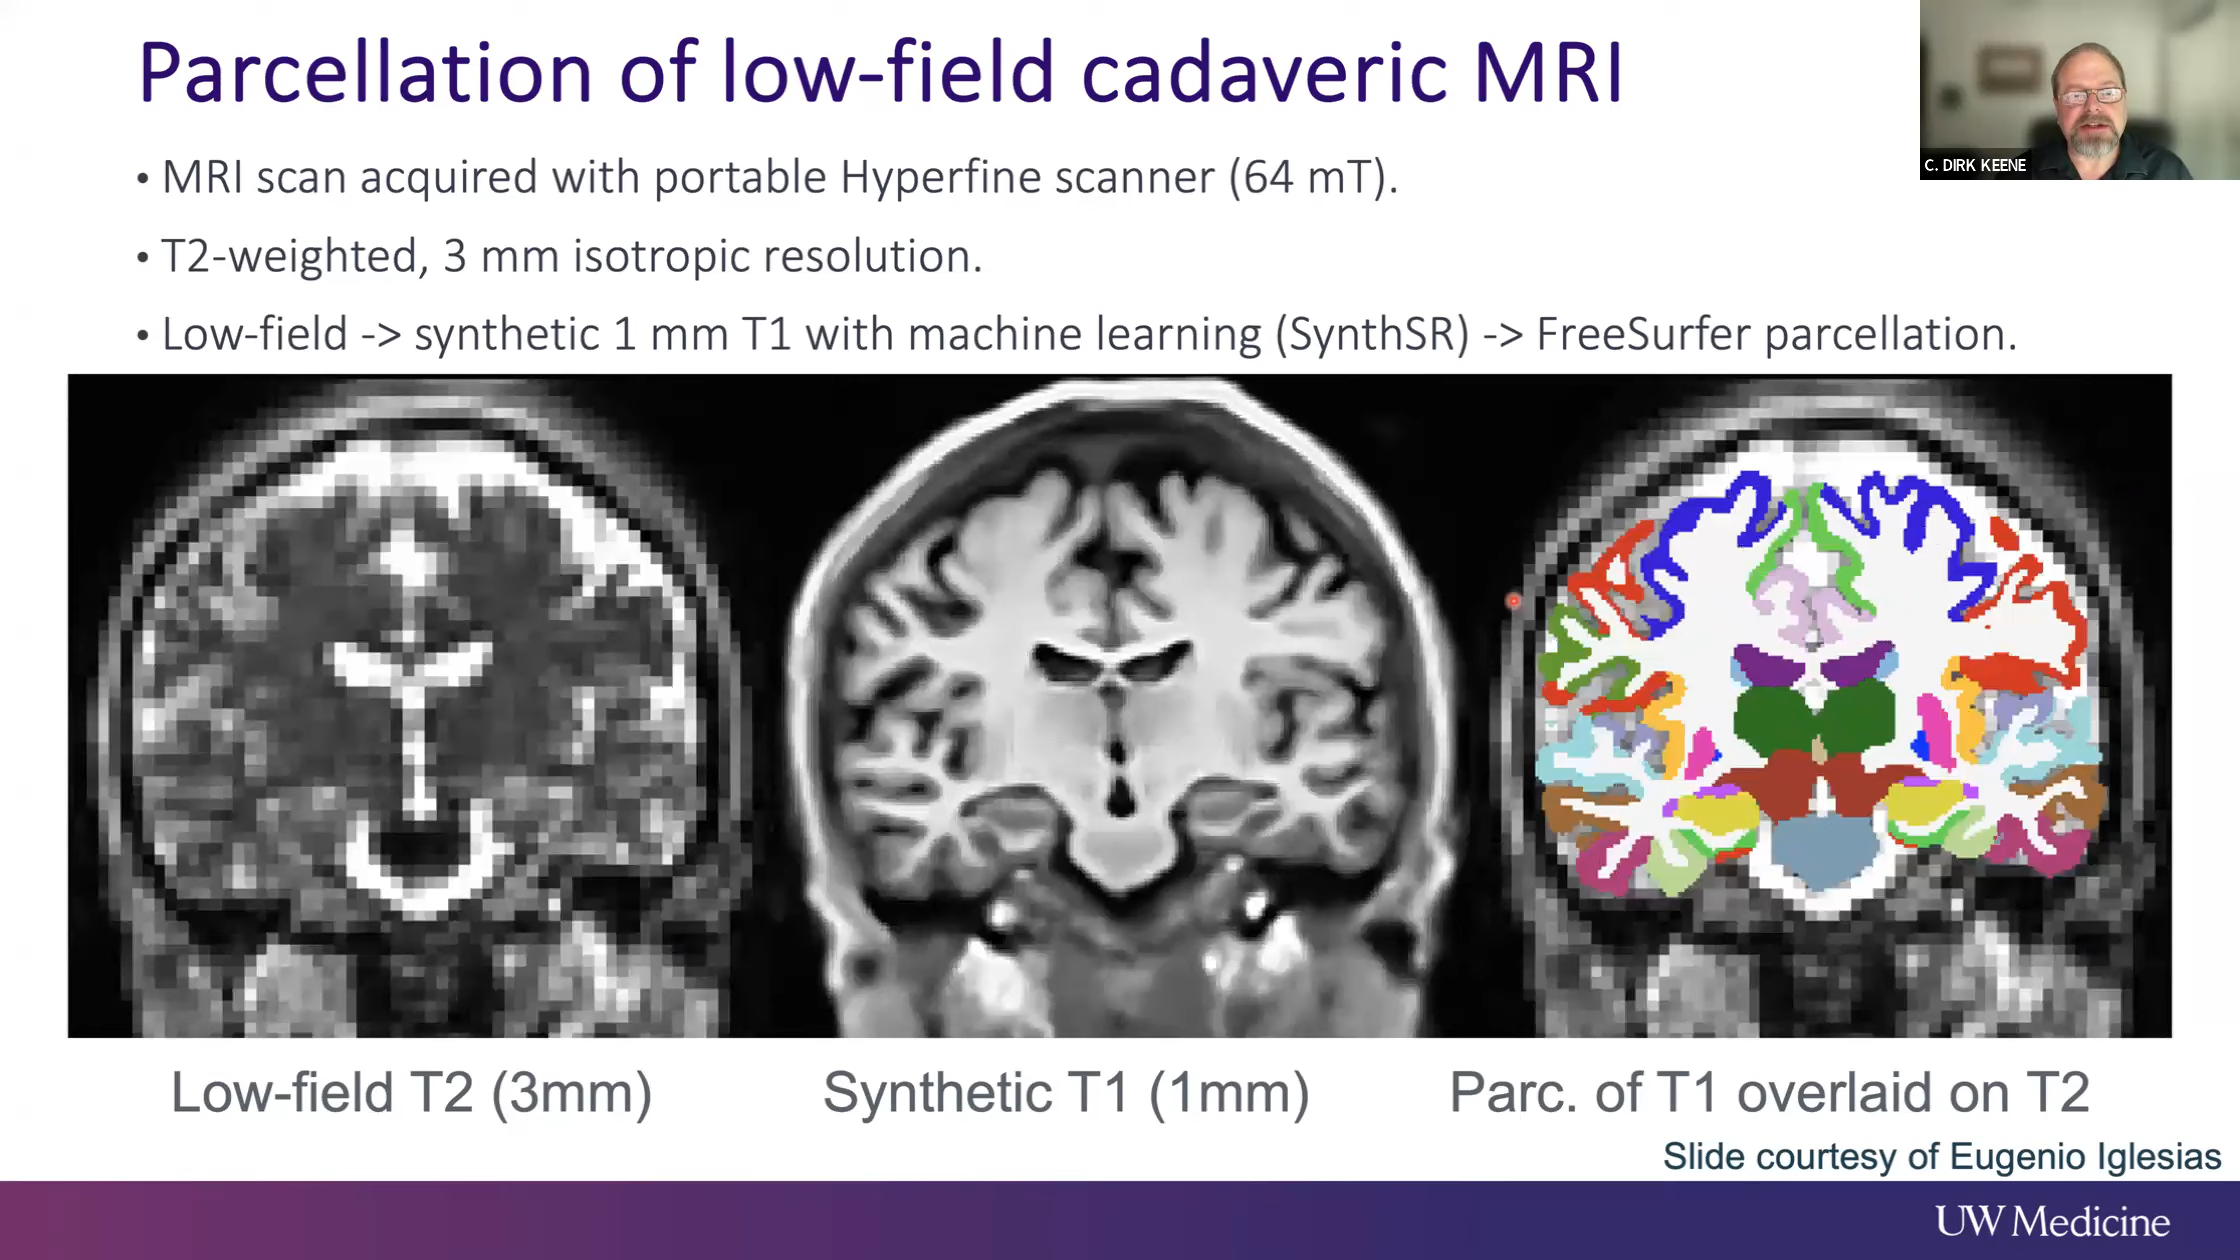 Parcellation of low-field cadaveric MRI
C. DIRK KEENE
• MRI scan acquired with portable Hyperfine scanner (64 mT).
• T2-weighted, 3 mm isotropic resolution.
• Low-field -> synthetic 1 mm T1 with machine learning (SynthSR) -> FreeSurfer parcellation.
Low-field T2 (3mm)
Synthetic T1 (1mm)
Parc. of T1 overlaid on T2
Slide courtesy of Eugenio Iglesias
UW Medicine